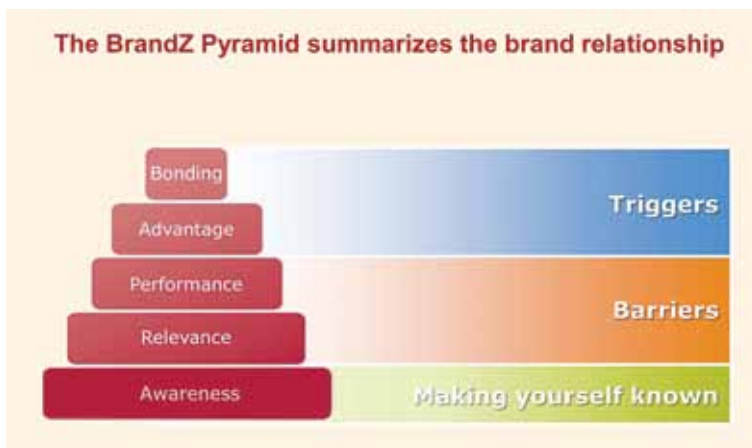 The BrandZ Pyramid summarizes the brand relationship
Bonding
Advantage
Triggers
Performance
Relevance
Barriers
Awareness
Making yourself known